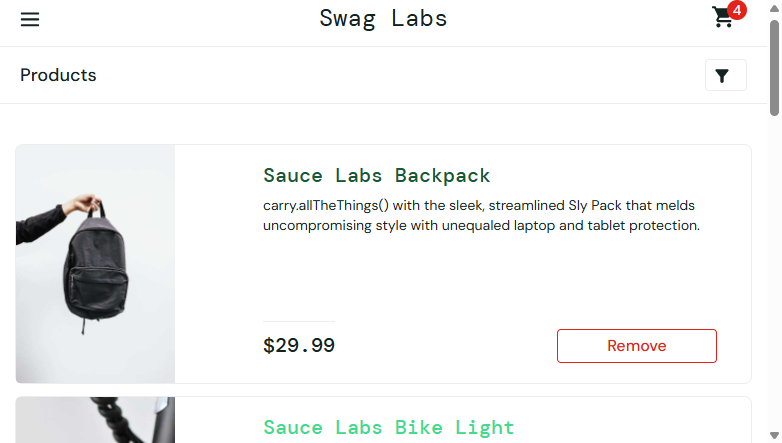 Swag Labs
4
Products
Sauce Labs Backpack
carry.allTheThings() with the sleek, streamlined Sly Pack that melds
uncompromising style with unequaled laptop and tablet protection.
$29.99
Remove
Sauce Labs Bike Light